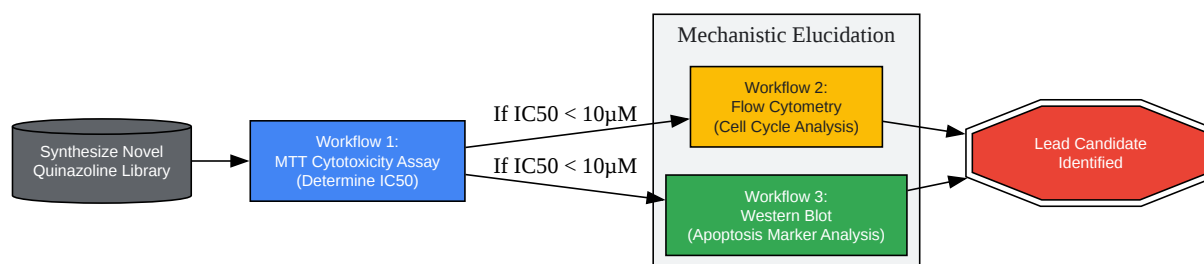 Synthesize Novel
Quinazoline Library
Workflow 1:
MTT Cytotoxicity Assay
(Determine IC50)
If IC50 < 10µM
If IC50 < 10µM
Mechanistic Elucidation
Workflow 2:
Flow Cytometry
(Cell Cycle Analysis)
Workflow 3:
Western Blot
(Apoptosis Marker Analysis)
Lead Candidate
Identified